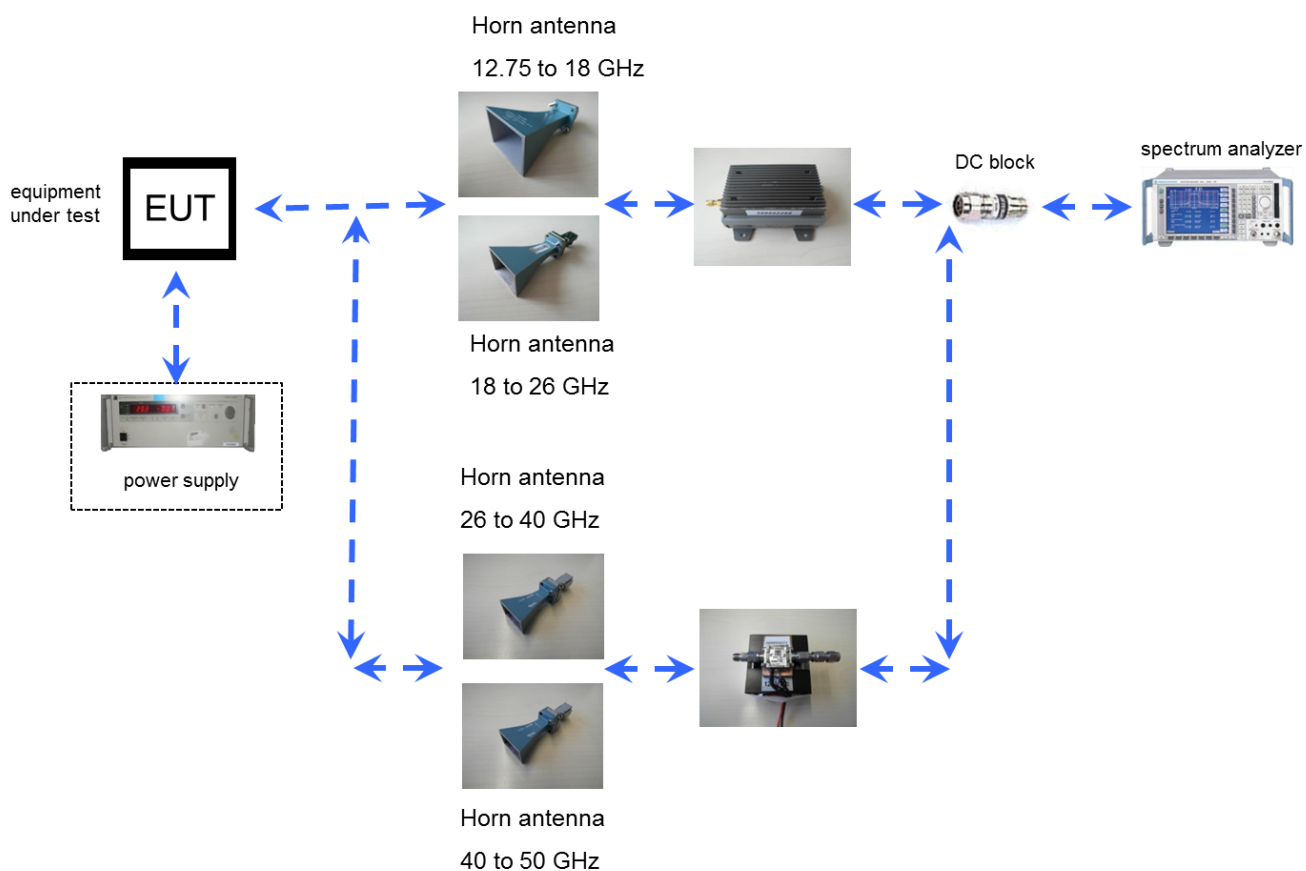 Horn antenna
12.75 to 18 GHz
equipment
under test
EUT
DC block
spectrum analyzer
Horn antenna
18 to 26 GHz
power supply
Horn antenna
26 to 40 GHz
Horn antenna
40 to 50 GHz